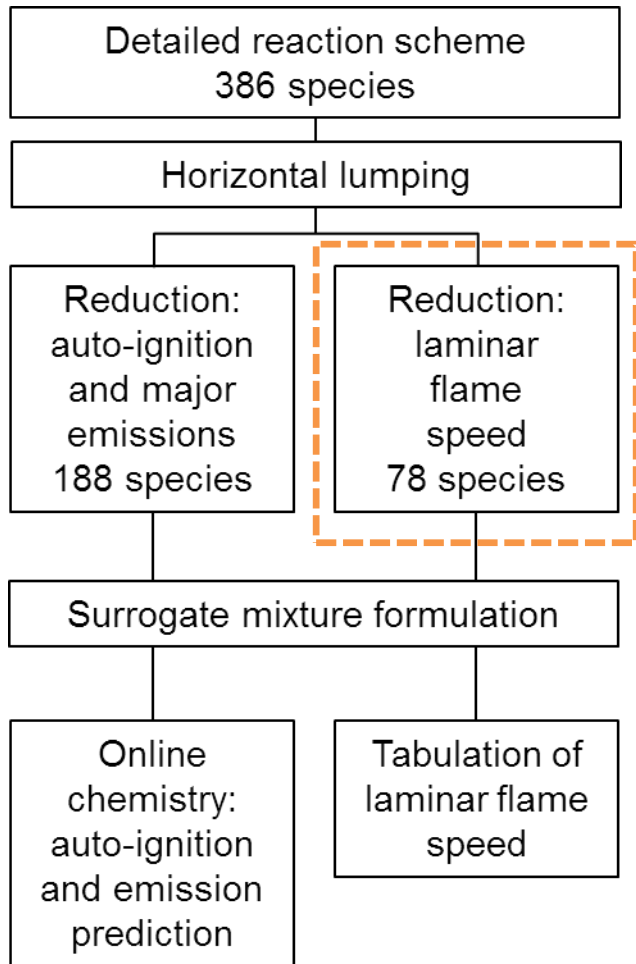 Detailed reaction scheme
386 species
Horizontal lumping
Reduction:
auto-ignition
and major
emissions
188 species
Reduction:
laminar
flame
speed
78 species
Surrogate mixture formulation
Online
chemistry:
auto-ignition
and emission
prediction
Tabulation of
laminar flame
speed